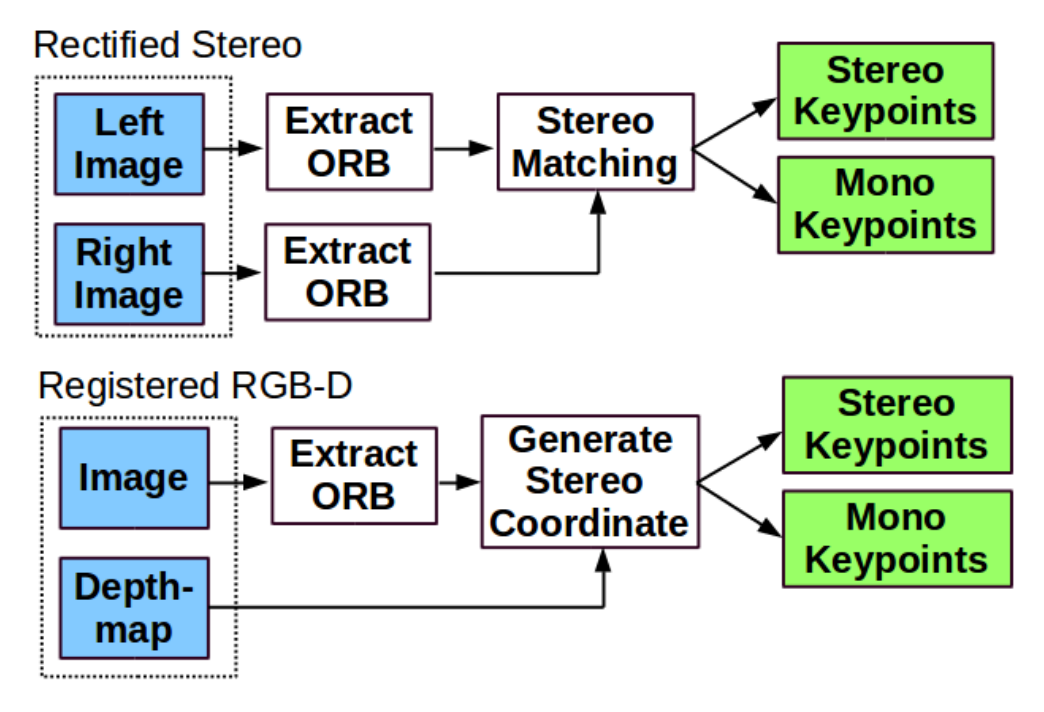 Rectified Stereo
Left
Image
Extract
ORB
Stereo
Matching
Stereo
Keypoints
Mono
Keypoints
Right
Image
Extract
ORB
Registered RGB-D
Image
Extract
ORB
Generate
Stereo
Coordinate
Stereo
Keypoints
Mono
Keypoints
Depth-
map